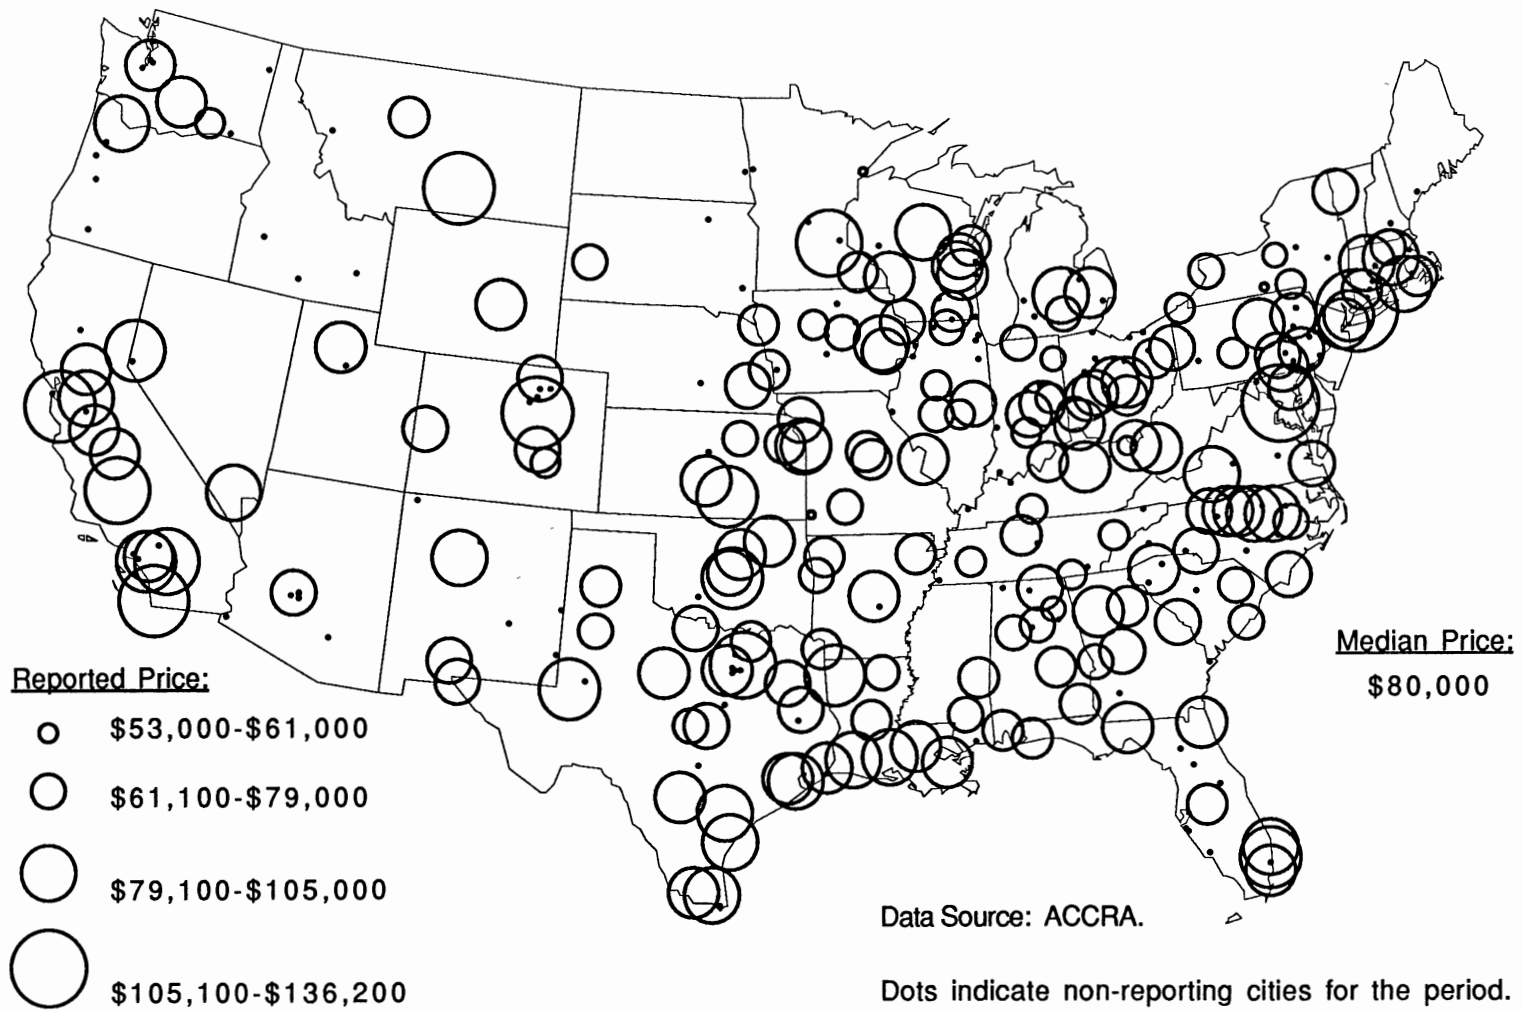 Reported Price:
$53,000-$61,000
$61,100-$79,000
$79,100-$105,000
$105,100-$136,200
Median Price:
$80,000
Data Source: ACCRA.
Dots indicate non-reporting cities for the period.